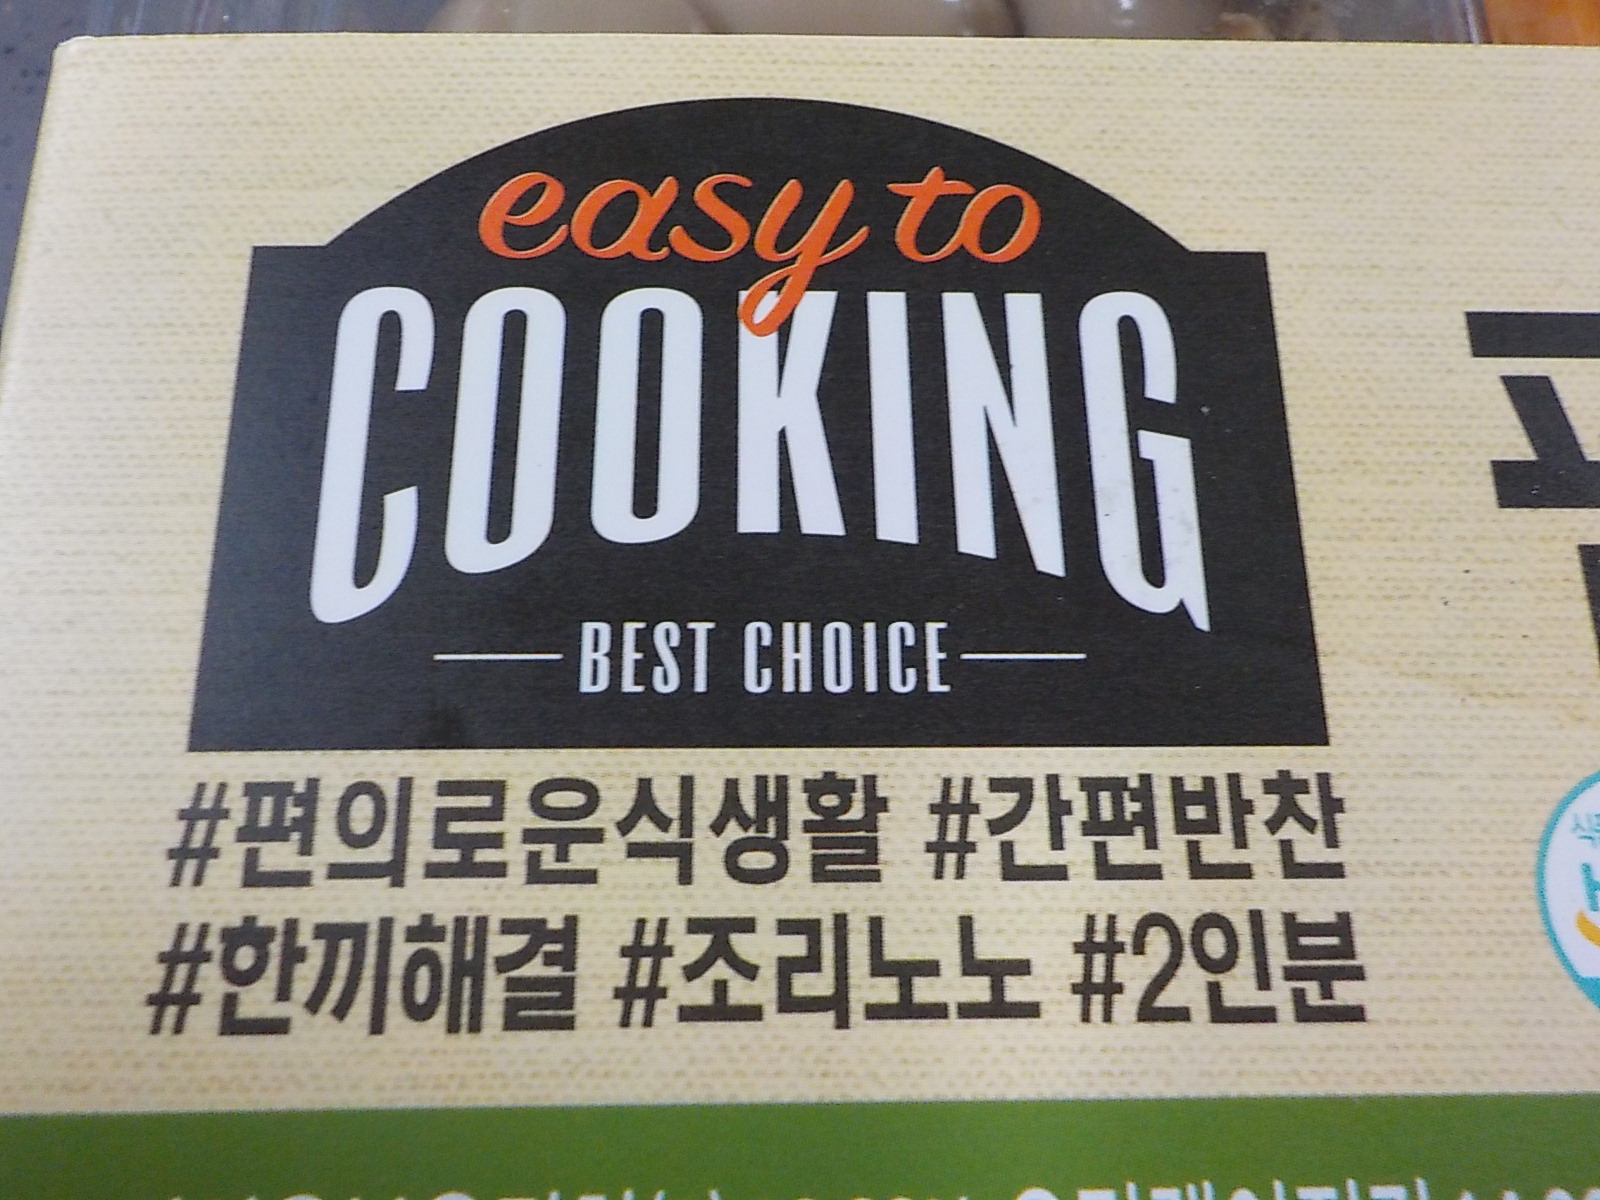 easy to
COOKING
BEST CHOICE
#편의로운식생활 #간편반찬
#한끼해결 #조리노노 #2인분